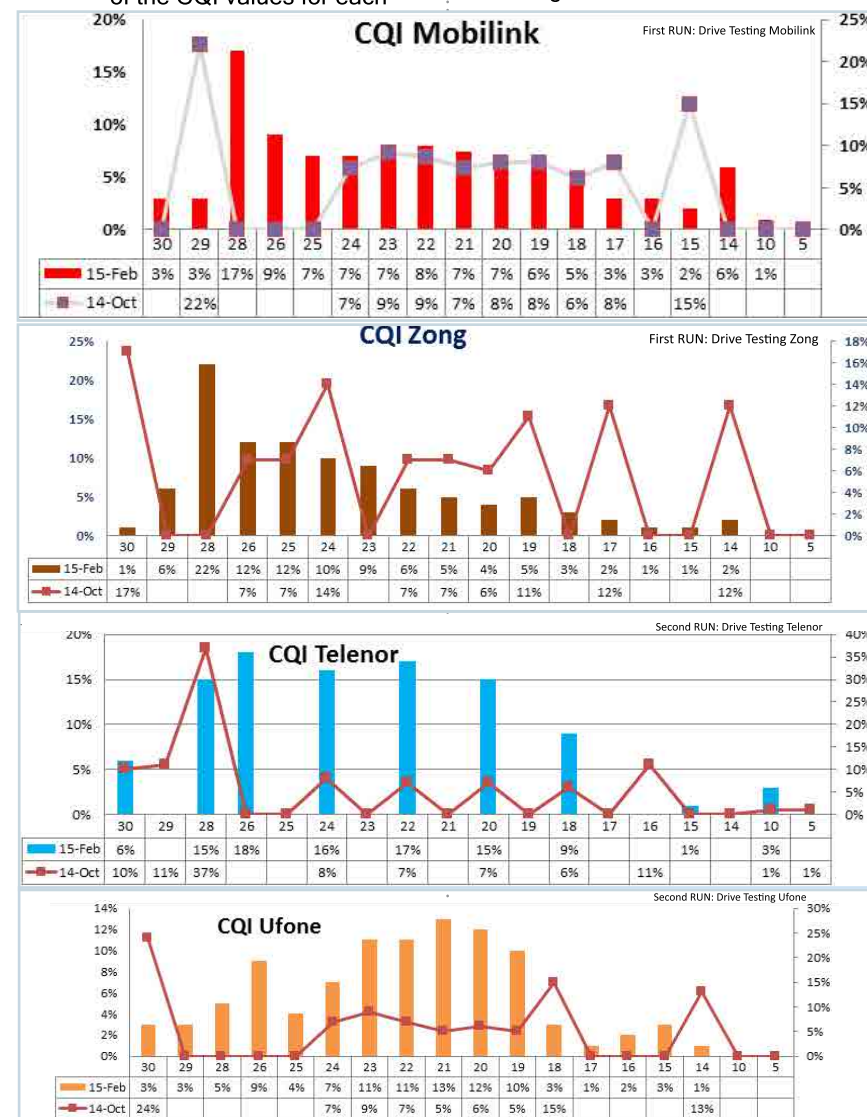 of the CQI values for each
CQI Mobilink
First RUN: Drive Testing Mobilink
20% 25%
20%
15%
15%
10%
10%
5%
5%
0% 0%
30 29 28 26 25 24 23 22 21 20 19 18 17 16 15 14 10 5
15-Feb 3% 3% 17% 9% 7% 7% 7% 8% 7% 7% 6% 5% 3% 3% 2% 6% 1%
14-Oct 22% 7% 9% 9% 7% 8% 8% 6% 8% 15%
CQI Zong
First RUN: Drive Testing Zong
25% 18%
16%
20% 14%
12%
15%
10%
10% 8%
6%
5% 4%
2%
0% 0%
30 29 28 26 25 24 23 22 21 20 19 18 17 16 15 14 10 5
15-Feb 1% 6% 22% 12% 12% 10% 9% 6% 5% 4% 5% 3% 2% 1% 1% 2%
14-Oct 17% 7% 7% 14% 7% 7% 6% 11% 12% 12%
Second RUN: Drive Testing Telenor
CQI Telenor
20% 40%
35%
15% 30%
25%
10% 20%
15%
5% 10%
5%
0% 0%
30 29 28 26 25 24 23 22 21 20 19 18 17 16 15 14 10 5
15-Feb 6% 15% 18% 16% 17% 15% 9% 1% 3%
14-Oct 10% 11% 37% 8% 7% 7% 6% 11% 1% 1%
Second RUN: Drive Testing Ufone
CQI Ufone
14% 30%
12% 25%
10%
20%
8%
15%
6%
10%
4%
2% 5%
0% 0%
30 29 28 26 25 24 23 22 21 20 19 18 17 16 15 14 10 5
15-Feb 3% 3% 5% 9% 4% 7% 11% 11% 13% 12% 10% 3% 1% 2% 3% 1%
14-Oct 24% 7% 9% 7% 5% 6% 5% 15% 13%